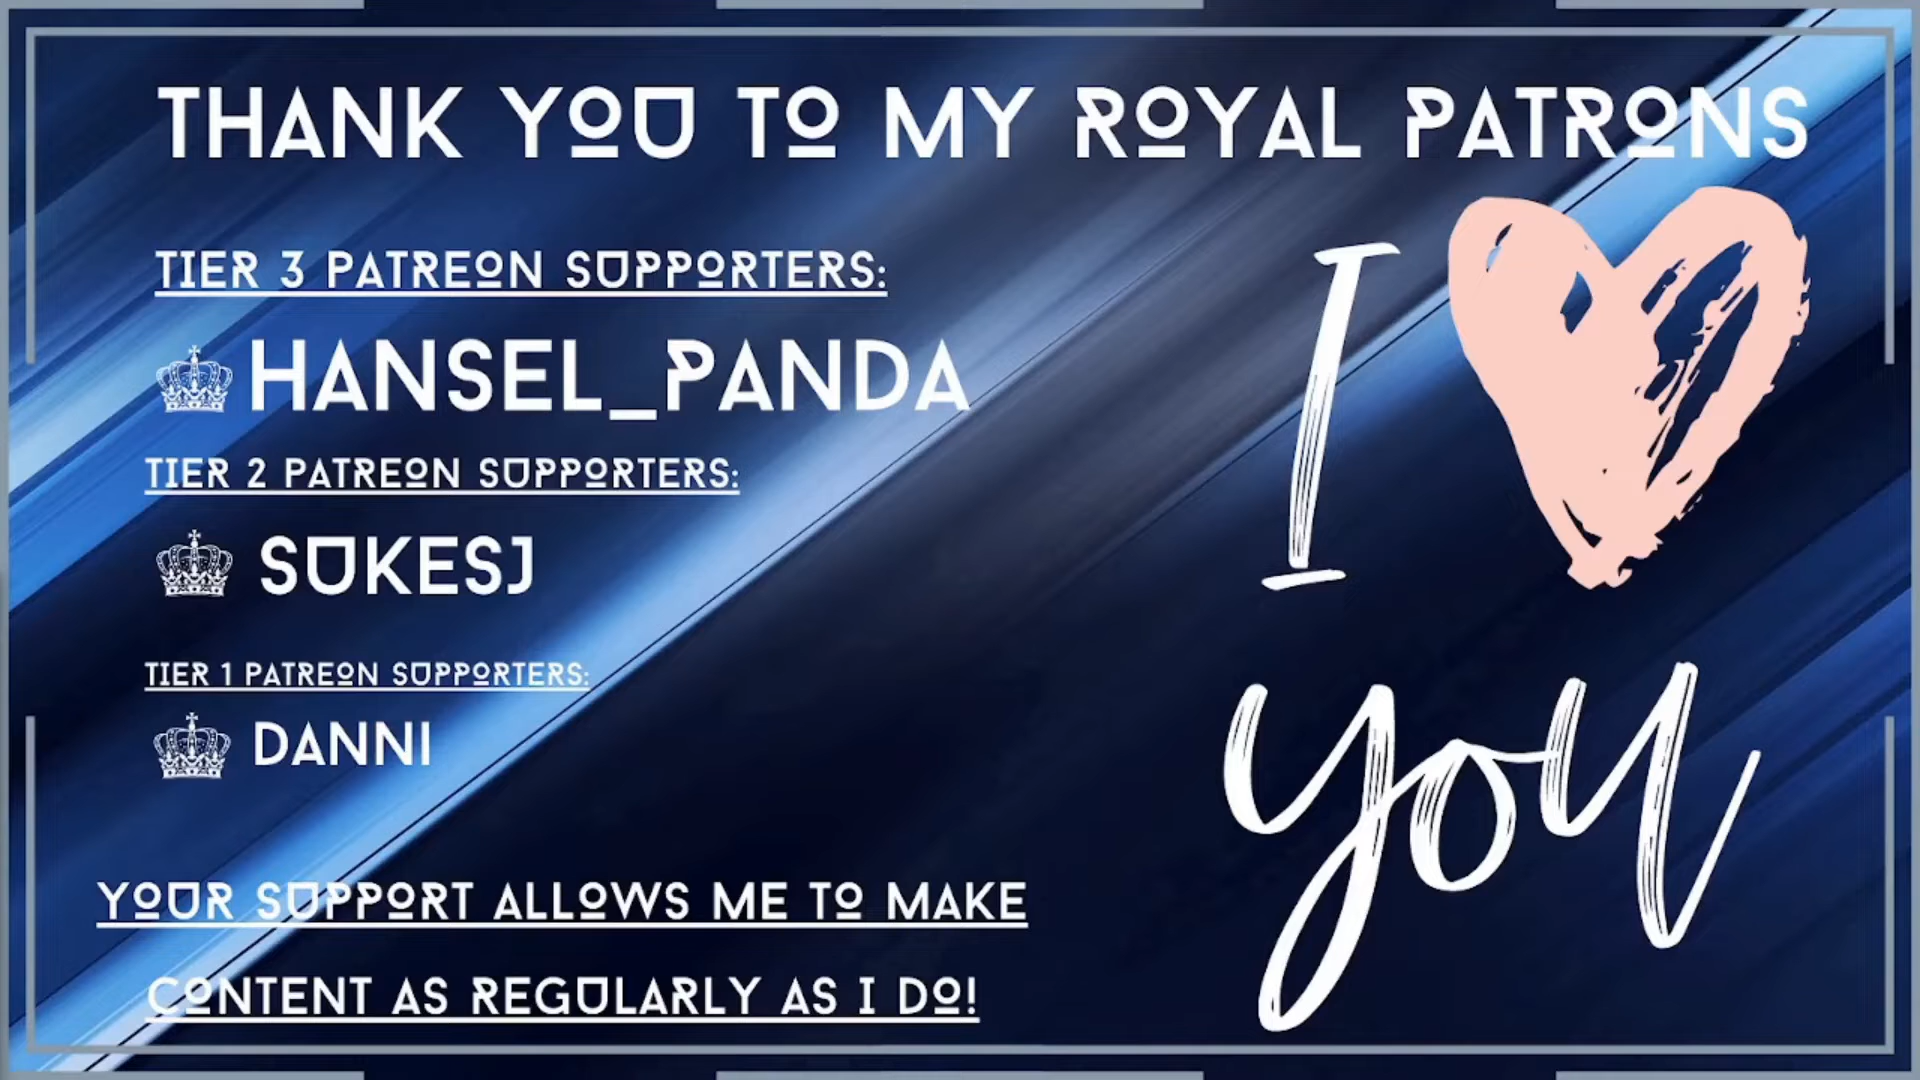 THANK YOU TO MY ROYAL PATRONS
TIER 3 PATREON SUPPORTERS:
HANSEL_PANDA
TIER 2 PATREON SUPPORTERS:
SUKESJ
TIER 1 PATREON SUPPORTERS:
DANNI
YOUR SUPPORT ALLOWS ME TO MAKE
CONTENT AS REGULARLY AS I DO!
I
you